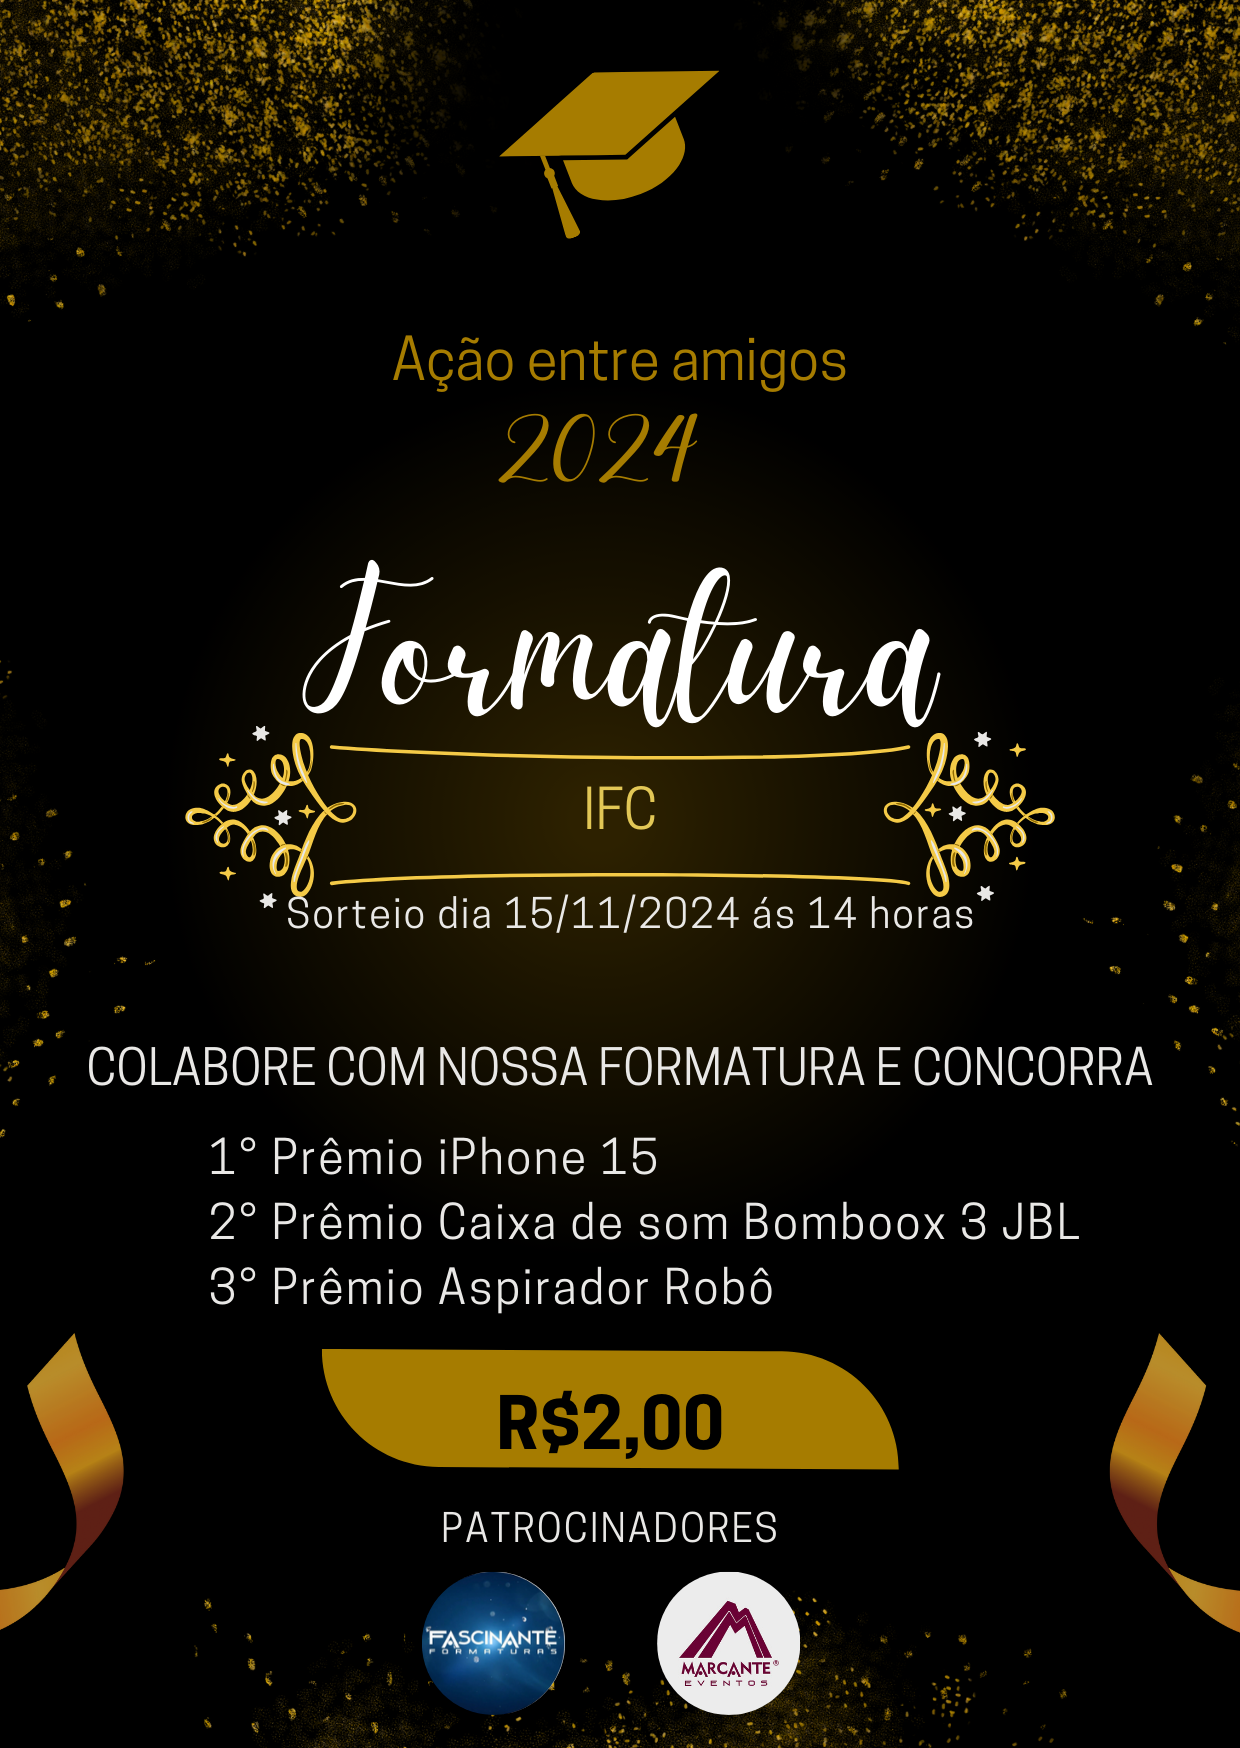 Ação entre amigos
2024
Formatura
IFC
Sorteio dia 15/11/2024 ás 14 horas
COLABORE COM NOSSA FORMATURA E CONCORRA
1° Prêmio iPhone 15
2° Prêmio Caixa de som Bomboox 3 JBL
3° Prêmio Aspirador Robô
R$2,00
PATROCINADORES
FASCINANTE
FORMATURAS
MARCANTE®
EVENTOS